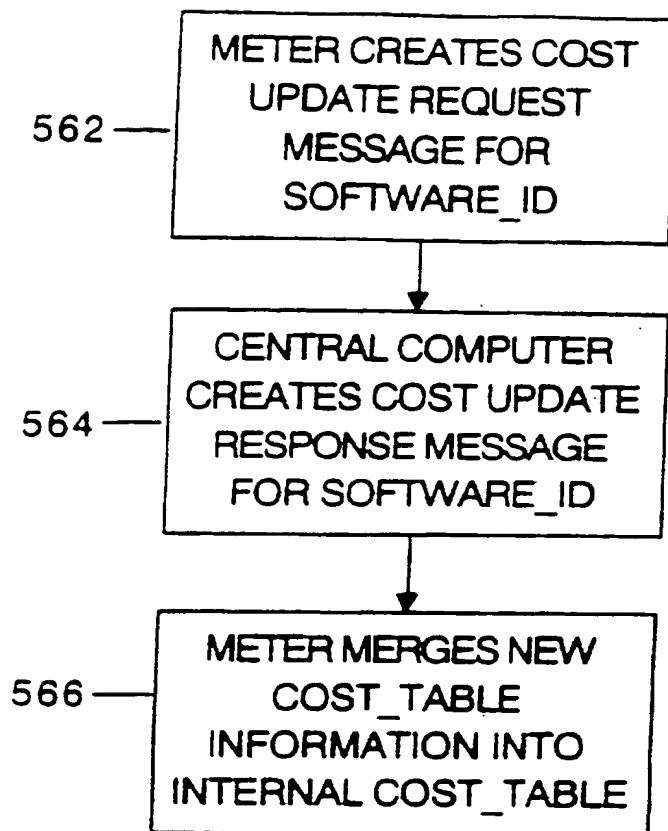 METER CREATES COST
UPDATE REQUEST
562
MESSAGE FOR
SOFTWARE_ID
CENTRAL COMPUTER
CREATES COST UPDATE
564
RESPONSE MESSAGE
FOR SOFTWARE_ID
METER MERGES NEW
566
COST_TABLE
INFORMATION INTO
INTERNAL COST_TABLE